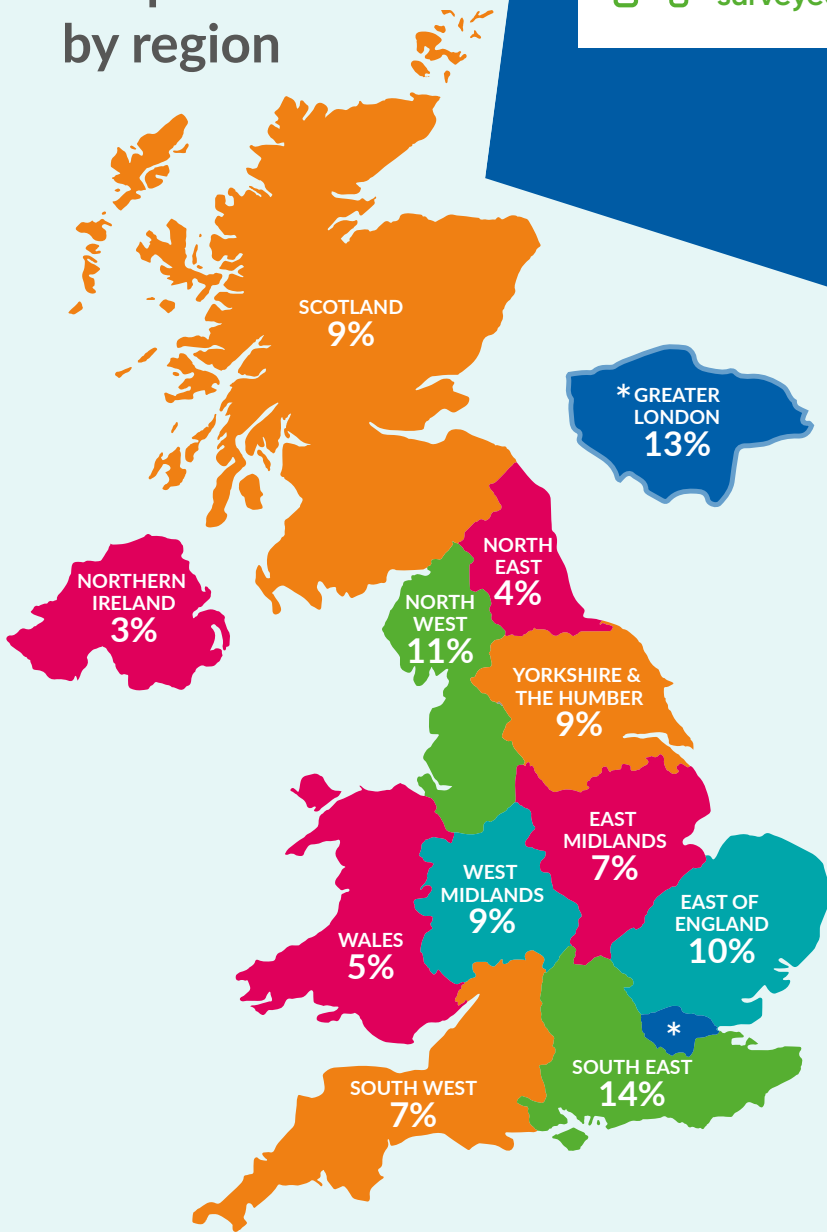 by region
SCOTLAND
9%
* GREATER
LONDON
13%
NORTH
EAST
4%
NORTHERN
IRELAND
3%
NORTH
WEST
11%
YORKSHIRE &
THE HUMBER
9%
EAST
MIDLANDS
7%
WEST
MIDLANDS
9%
EAST OF
ENGLAND
10%
WALES
5%
*
SOUTH EAST
14%
SOUTH WEST
7%